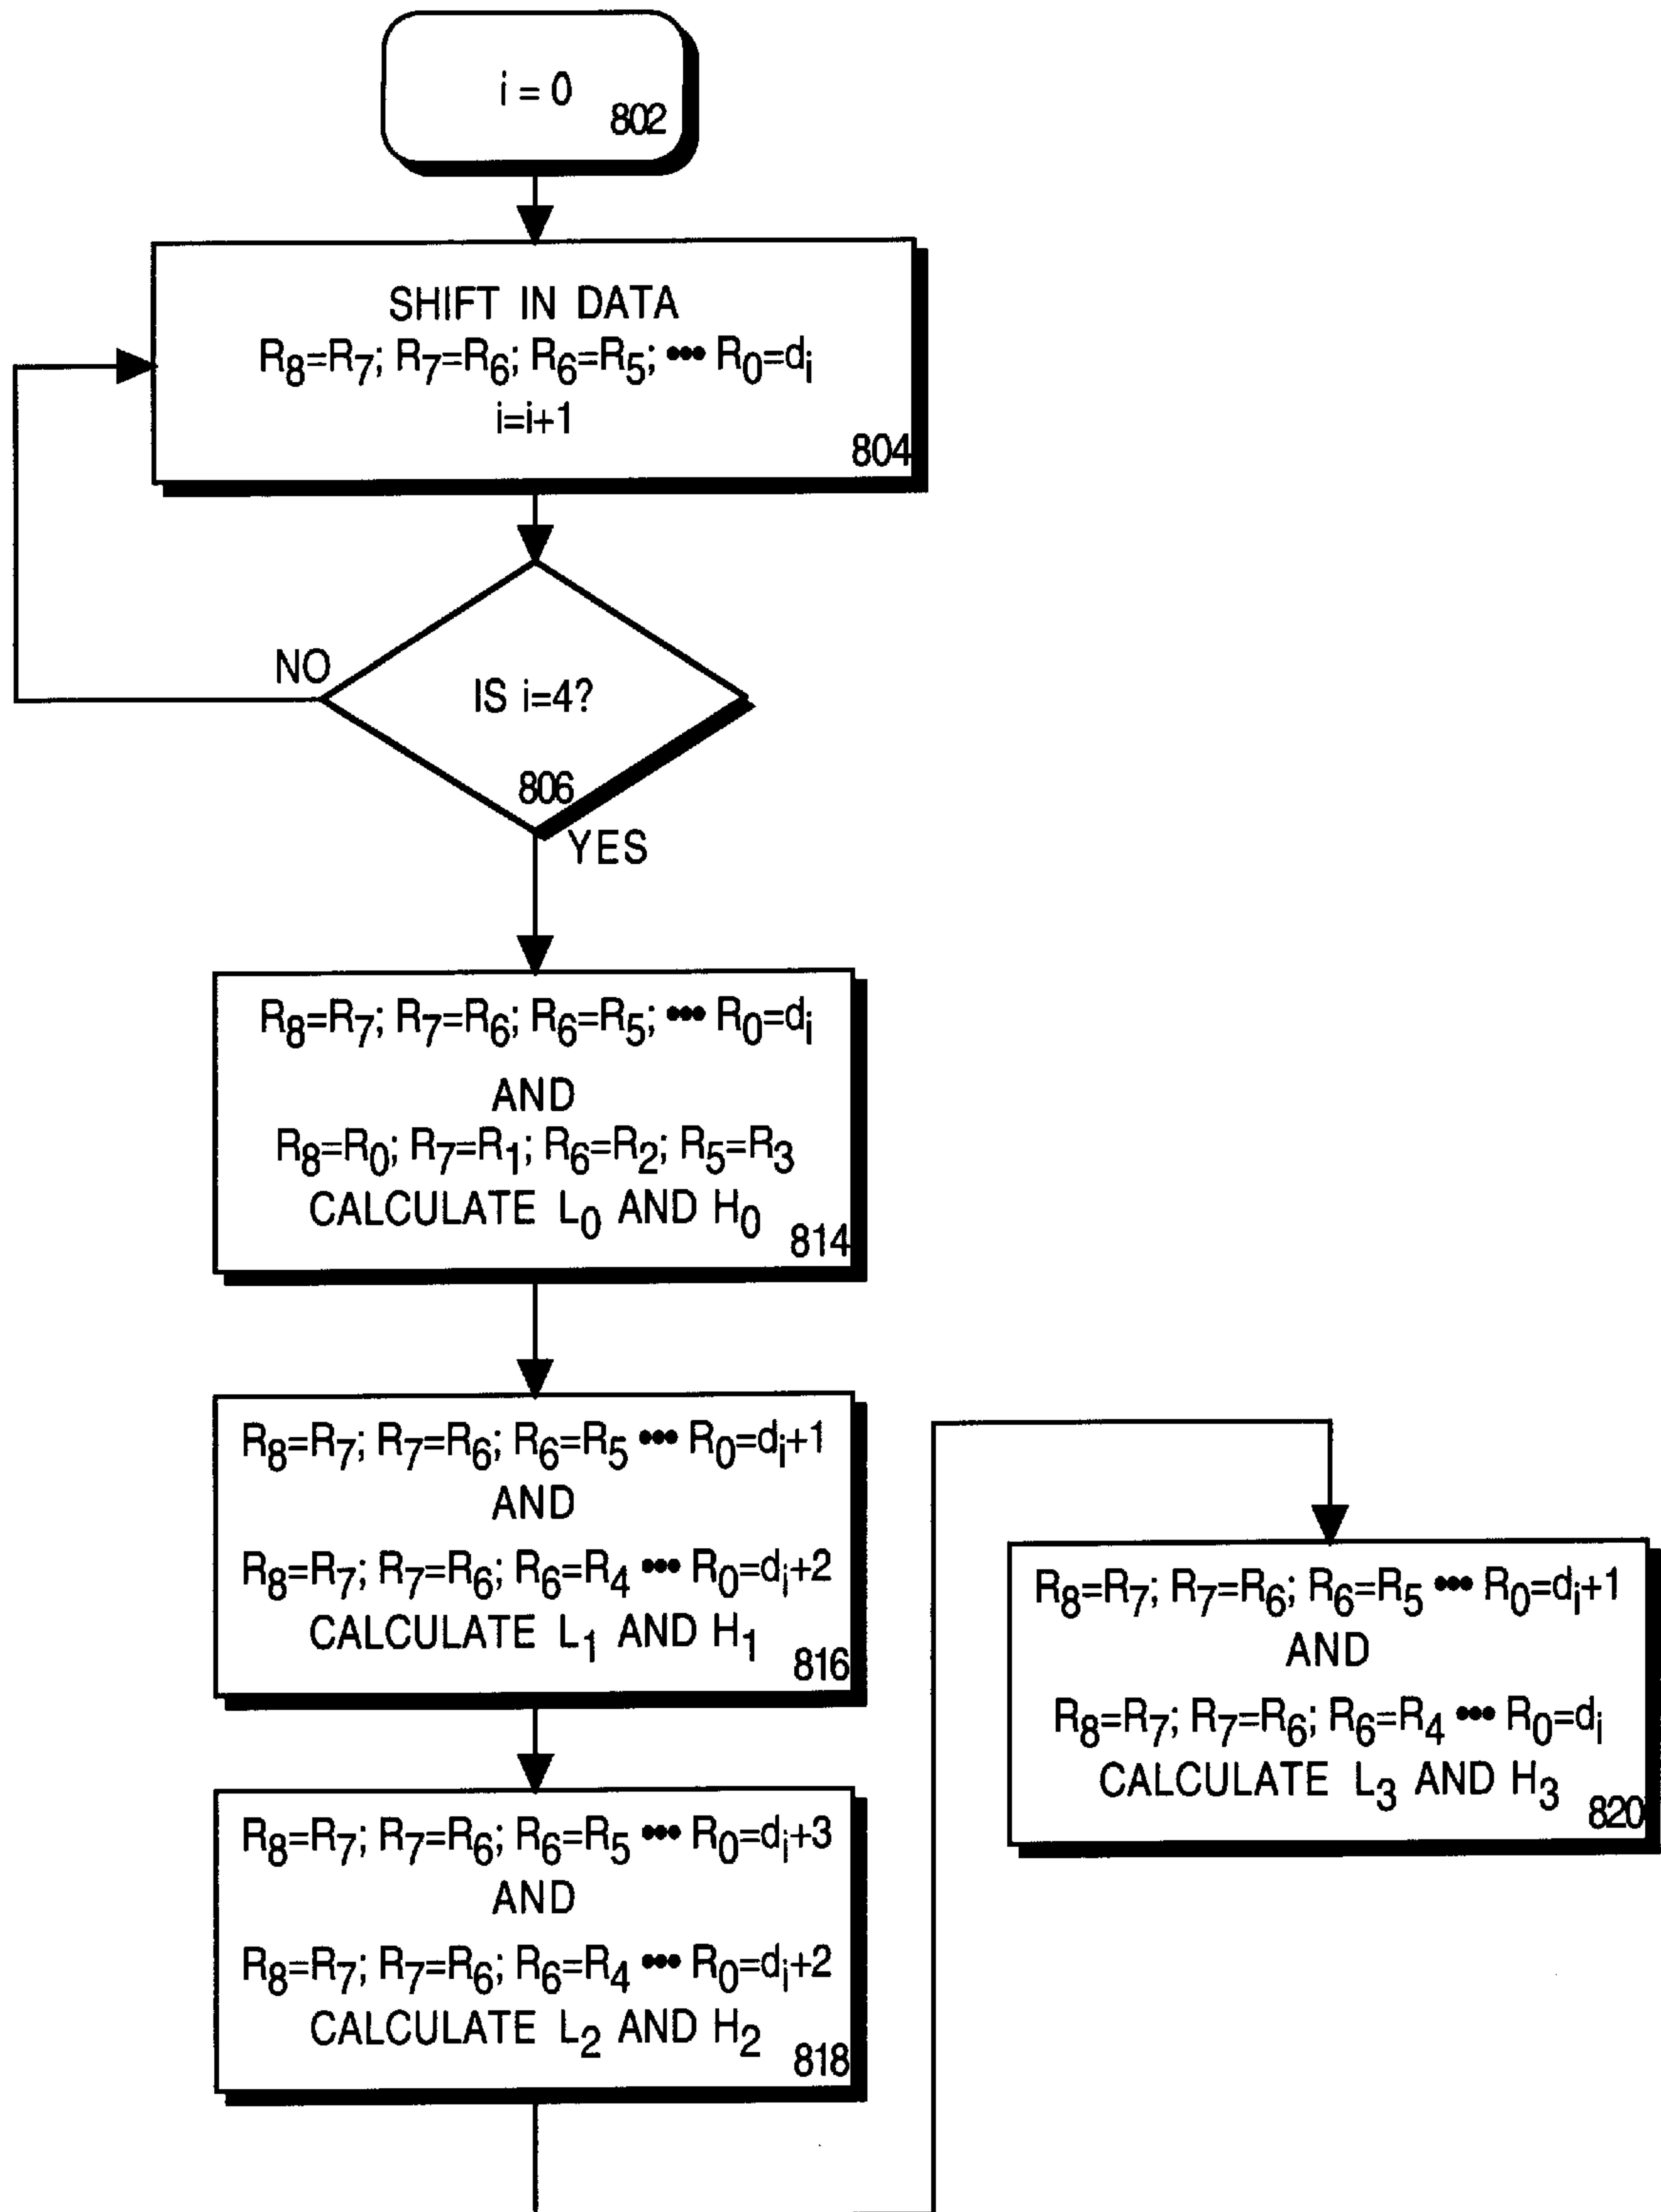 i = 0
802
SHIFT IN DATA
R₈=R₇; R₇=R₆; R₆=R₅; ••• R₀=dᵢ
i=i+1
804
IS i=4?
806
NO
YES
R₈=R₇; R₇=R₆; R₆=R₅; ••• R₀=dᵢ
AND
R₈=R₀; R₇=R₁; R₆=R₂; R₅=R₃
CALCULATE L₀ AND H₀
814
R₈=R₇; R₇=R₆; R₆=R₅ ••• R₀=dᵢ+1
AND
R₈=R₇; R₇=R₆; R₆=R₄ ••• R₀=dᵢ+2
CALCULATE L₁ AND H₁
816
R₈=R₇; R₇=R₆; R₆=R₅ ••• R₀=dᵢ+3
AND
R₈=R₇; R₇=R₆; R₆=R₄ ••• R₀=dᵢ+2
CALCULATE L₂ AND H₂
818
R₈=R₇; R₇=R₆; R₆=R₅ ••• R₀=dᵢ+1
AND
R₈=R₇; R₇=R₆; R₆=R₄ ••• R₀=dᵢ
CALCULATE L₃ AND H₃
820